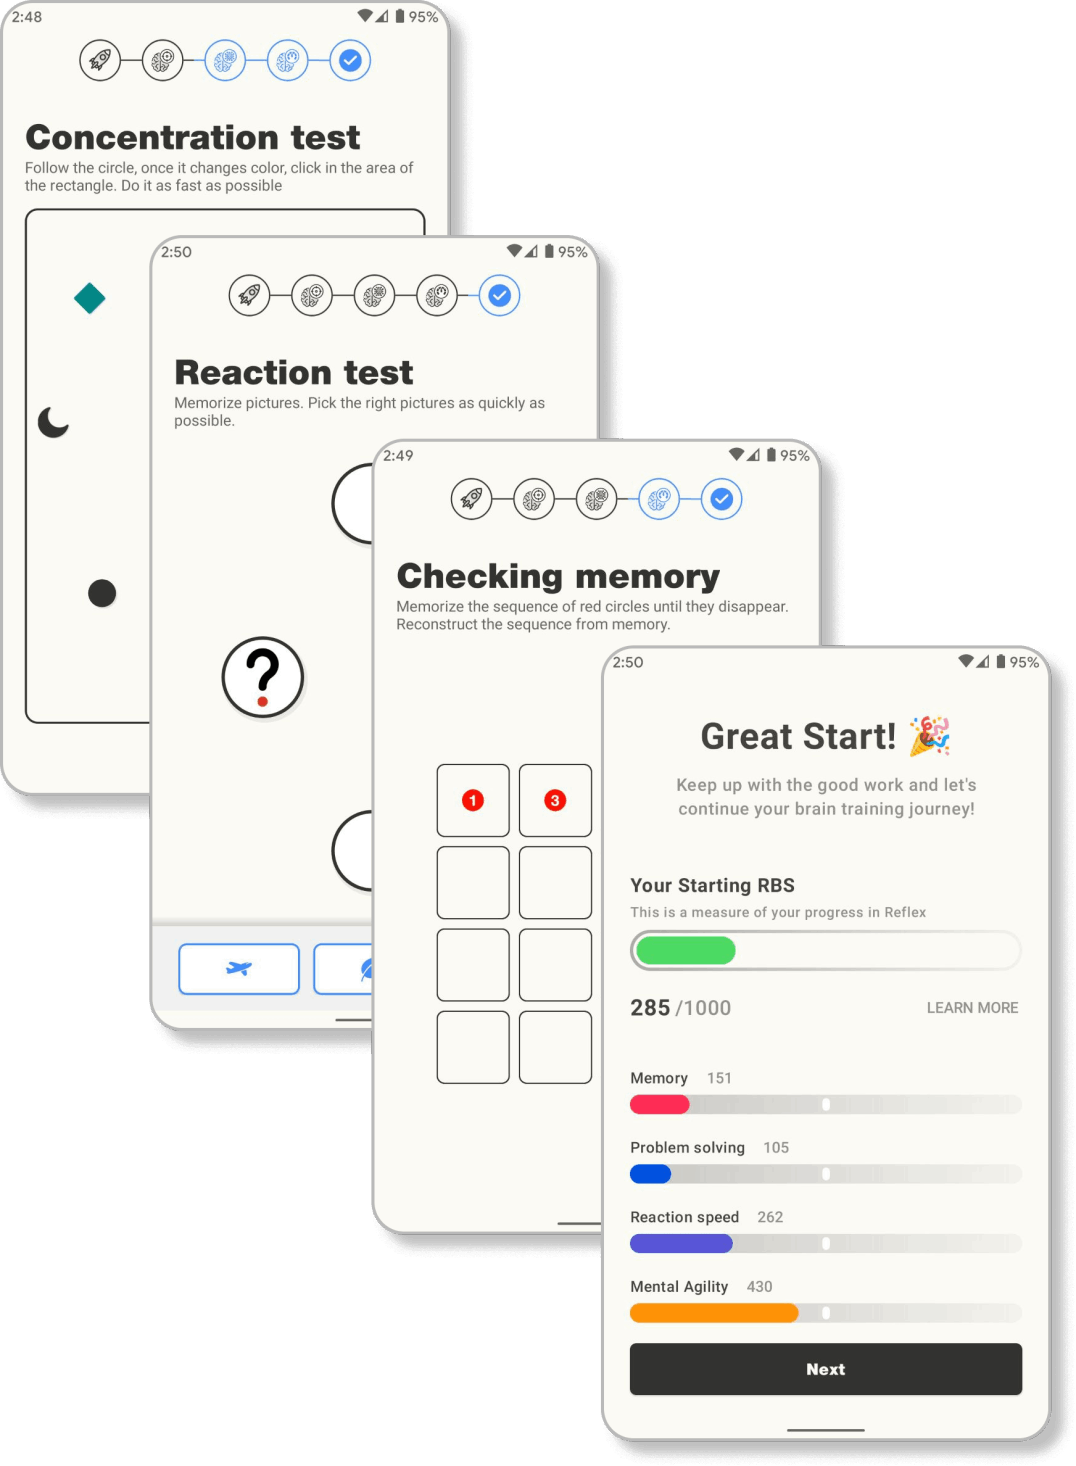 2:48
95%
Concentration test
Follow the circle, once it changes color, click in the area of
the rectangle. Do it as fast as possible
2:50
95%
Reaction test
Memorize pictures. Pick the right pictures as quickly as
possible.
?
2:49
95%
Checking memory
Memorize the sequence of red circles until they disappear.
Reconstruct the sequence from memory.
1 3
2:50
95%
Great Start! 🎉
Keep up with the good work and let's
continue your brain training journey!
Your Starting RBS
This is a measure of your progress in Reflex
285 /1000
LEARN MORE
Memory 151
Problem solving 105
Reaction speed 262
Mental Agility 430
Next